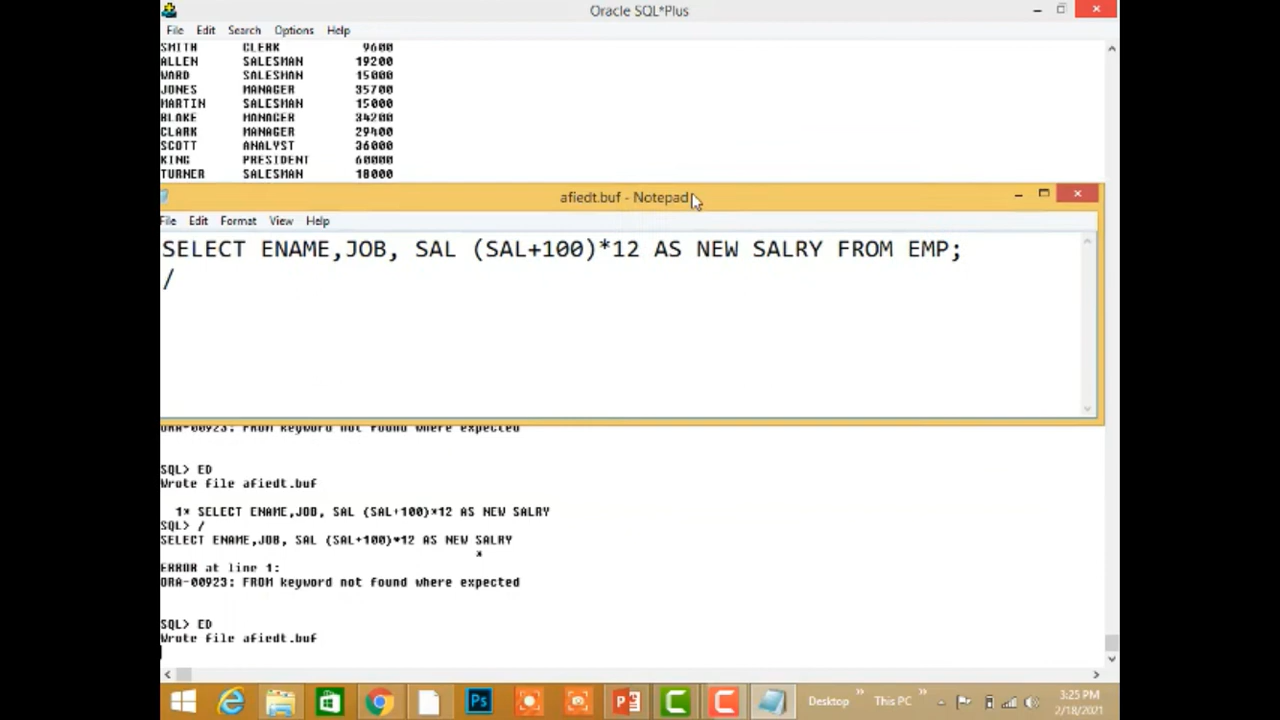 Oracle SQL*Plus
File Edit Search Options Help
SMITH CLERK 9600
ALLEN SALESMAN 19200
WARD SALESMAN 15000
JONES MANAGER 35700
MARTIN SALESMAN 15000
BLAKE MANAGER 34200
CLARK MANAGER 29400
SCOTT ANALYST 36000
KING PRESIDENT 60000
TURNER SALESMAN 18000
afiedt.buf - Notepad
File Edit Format View Help
SELECT ENAME,JOB, SAL (SAL+100)*12 AS NEW SALRY FROM EMP;
/
ORA-00923: FROM keyword not found where expected
SQL> ED
Wrote file afiedt.buf
1* SELECT ENAME,JOB, SAL (SAL+100)*12 AS NEW SALRY
SQL> /
SELECT ENAME,JOB, SAL (SAL+100)*12 AS NEW SALRY
*
ERROR at line 1:
ORA-00923: FROM keyword not found where expected
SQL> ED
Wrote file afiedt.buf
Ps
Desktop » This PC »
3:25 PM
2/18/2021